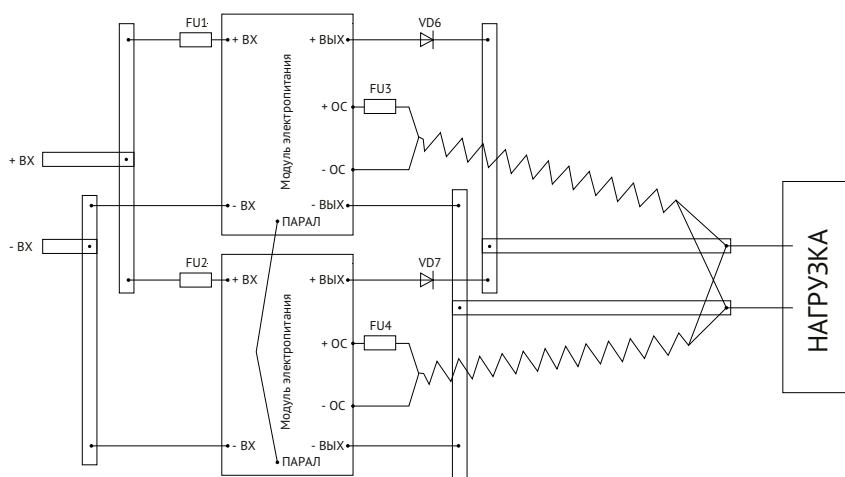 FU1
+ ВХ
Модуль электропитания
+ ВЫХ
VD6
+ ОС
FU3
- ОС
- ВХ
- ВЫХ
ПАРАЛ
+ ВХ
- ВХ
FU2
+ ВХ
Модуль электропитания
+ ВЫХ
VD7
+ ОС
FU4
- ОС
- ВХ
- ВЫХ
ПАРАЛ
НАГРУЗКА